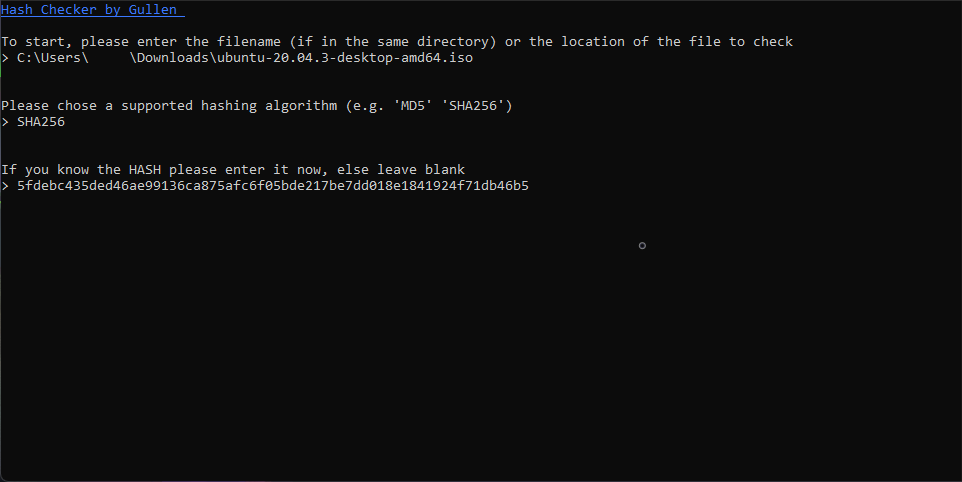 Hash Checker by Gullen
To start, please enter the filename (if in the same directory) or the location of the file to check
> C:\Users\     \Downloads\ubuntu-20.04.3-desktop-amd64.iso
Please chose a supported hashing algorithm (e.g. 'MD5' 'SHA256')
> SHA256
If you know the HASH please enter it now, else leave blank
> 5fdebc435ded46ae99136ca875afc6f05bde217be7dd018e1841924f71db46b5